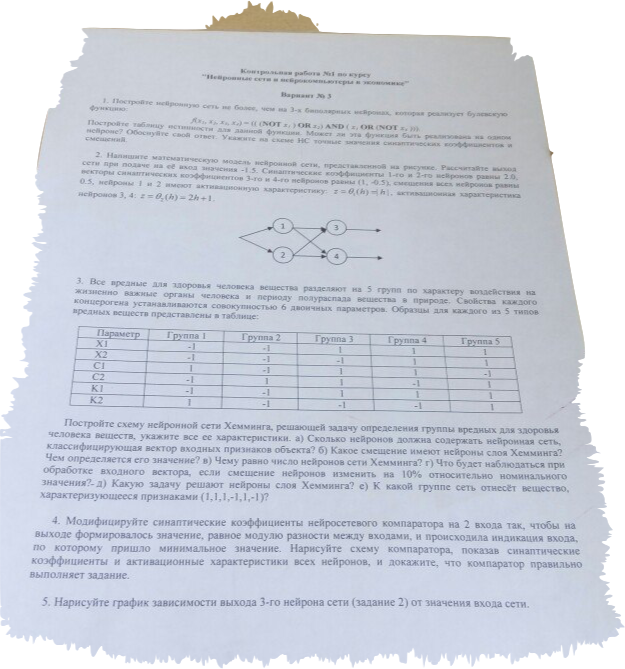 Контрольная работа №1 по курсу
"Нейронные сети и нейрокомпьютеры в экономике"
Вариант № 3
1. Постройте нейронную сеть не более, чем на 3-х биполярных нейронах, которая реализует булевскую
функцию:
f(x₁, x₂, x₃, x₄) = (( (NOT x₁ ) OR x₂) AND ( x₃ OR (NOT x₄ )))
Постройте таблицу истинности для данной функции. Может ли эта функция быть реализована на одном
нейроне? Обоснуйте свой ответ. Укажите на схеме НС точные значения синаптических коэффициентов и
смещений.
2. Напишите математическую модель нейронной сети, представленной на рисунке. Рассчитайте выход
сети при подаче на её вход значения -1.5. Синаптические коэффициенты 1-го и 2-го нейронов равны 2.0,
векторы синаптических коэффициентов 3-го и 4-го нейронов равны (1, -0.5), смещения всех нейронов равны
0.5, нейроны 1 и 2 имеют активационную характеристику: z = θ₁(h) = |h|, активационная характеристика
нейронов 3, 4: z = θ₂(h) = 2h + 1.
1 3
2 4
3. Все вредные для здоровья человека вещества разделяют на 5 групп по характеру воздействия на
жизненно важные органы человека и периоду полураспада вещества в природе. Свойства каждого
концерогена устанавливаются совокупностью 6 двоичных параметров. Образцы для каждого из 5 типов
вредных веществ представлены в таблице:
Параметр Группа 1 Группа 2 Группа 3 Группа 4 Группа 5
X1 -1 -1 1 1 1
X2 -1 -1 -1 1 1
C1 1 -1 1 1 -1
C2 -1 1 1 -1 1
K1 -1 -1 1 1 1
K2 1 -1 -1 -1 1
Постройте схему нейронной сети Хемминга, решающей задачу определения группы вредных для здоровья
человека веществ, укажите все ее характеристики. а) Сколько нейронов должна содержать нейронная сеть,
классифицирующая вектор входных признаков объекта? б) Какое смещение имеют нейроны слоя Хемминга?
Чем определяется его значение? в) Чему равно число нейронов сети Хемминга? г) Что будет наблюдаться при
обработке входного вектора, если смещение нейронов изменить на 10% относительно номинального
значения?- д) Какую задачу решают нейроны слоя Хемминга? е) К какой группе сеть отнесёт вещество,
характеризующееся признаками (1,1,1,-1,1,-1)?
4. Модифицируйте синаптические коэффициенты нейросетевого компаратора на 2 входа так, чтобы на
выходе формировалось значение, равное модулю разности между входами, и происходила индикация входа,
по которому пришло минимальное значение. Нарисуйте схему компаратора, показав синаптические
коэффициенты и активационные характеристики всех нейронов, и докажите, что компаратор правильно
выполняет задание.
5. Нарисуйте график зависимости выхода 3-го нейрона сети (задание 2) от значения входа сети.